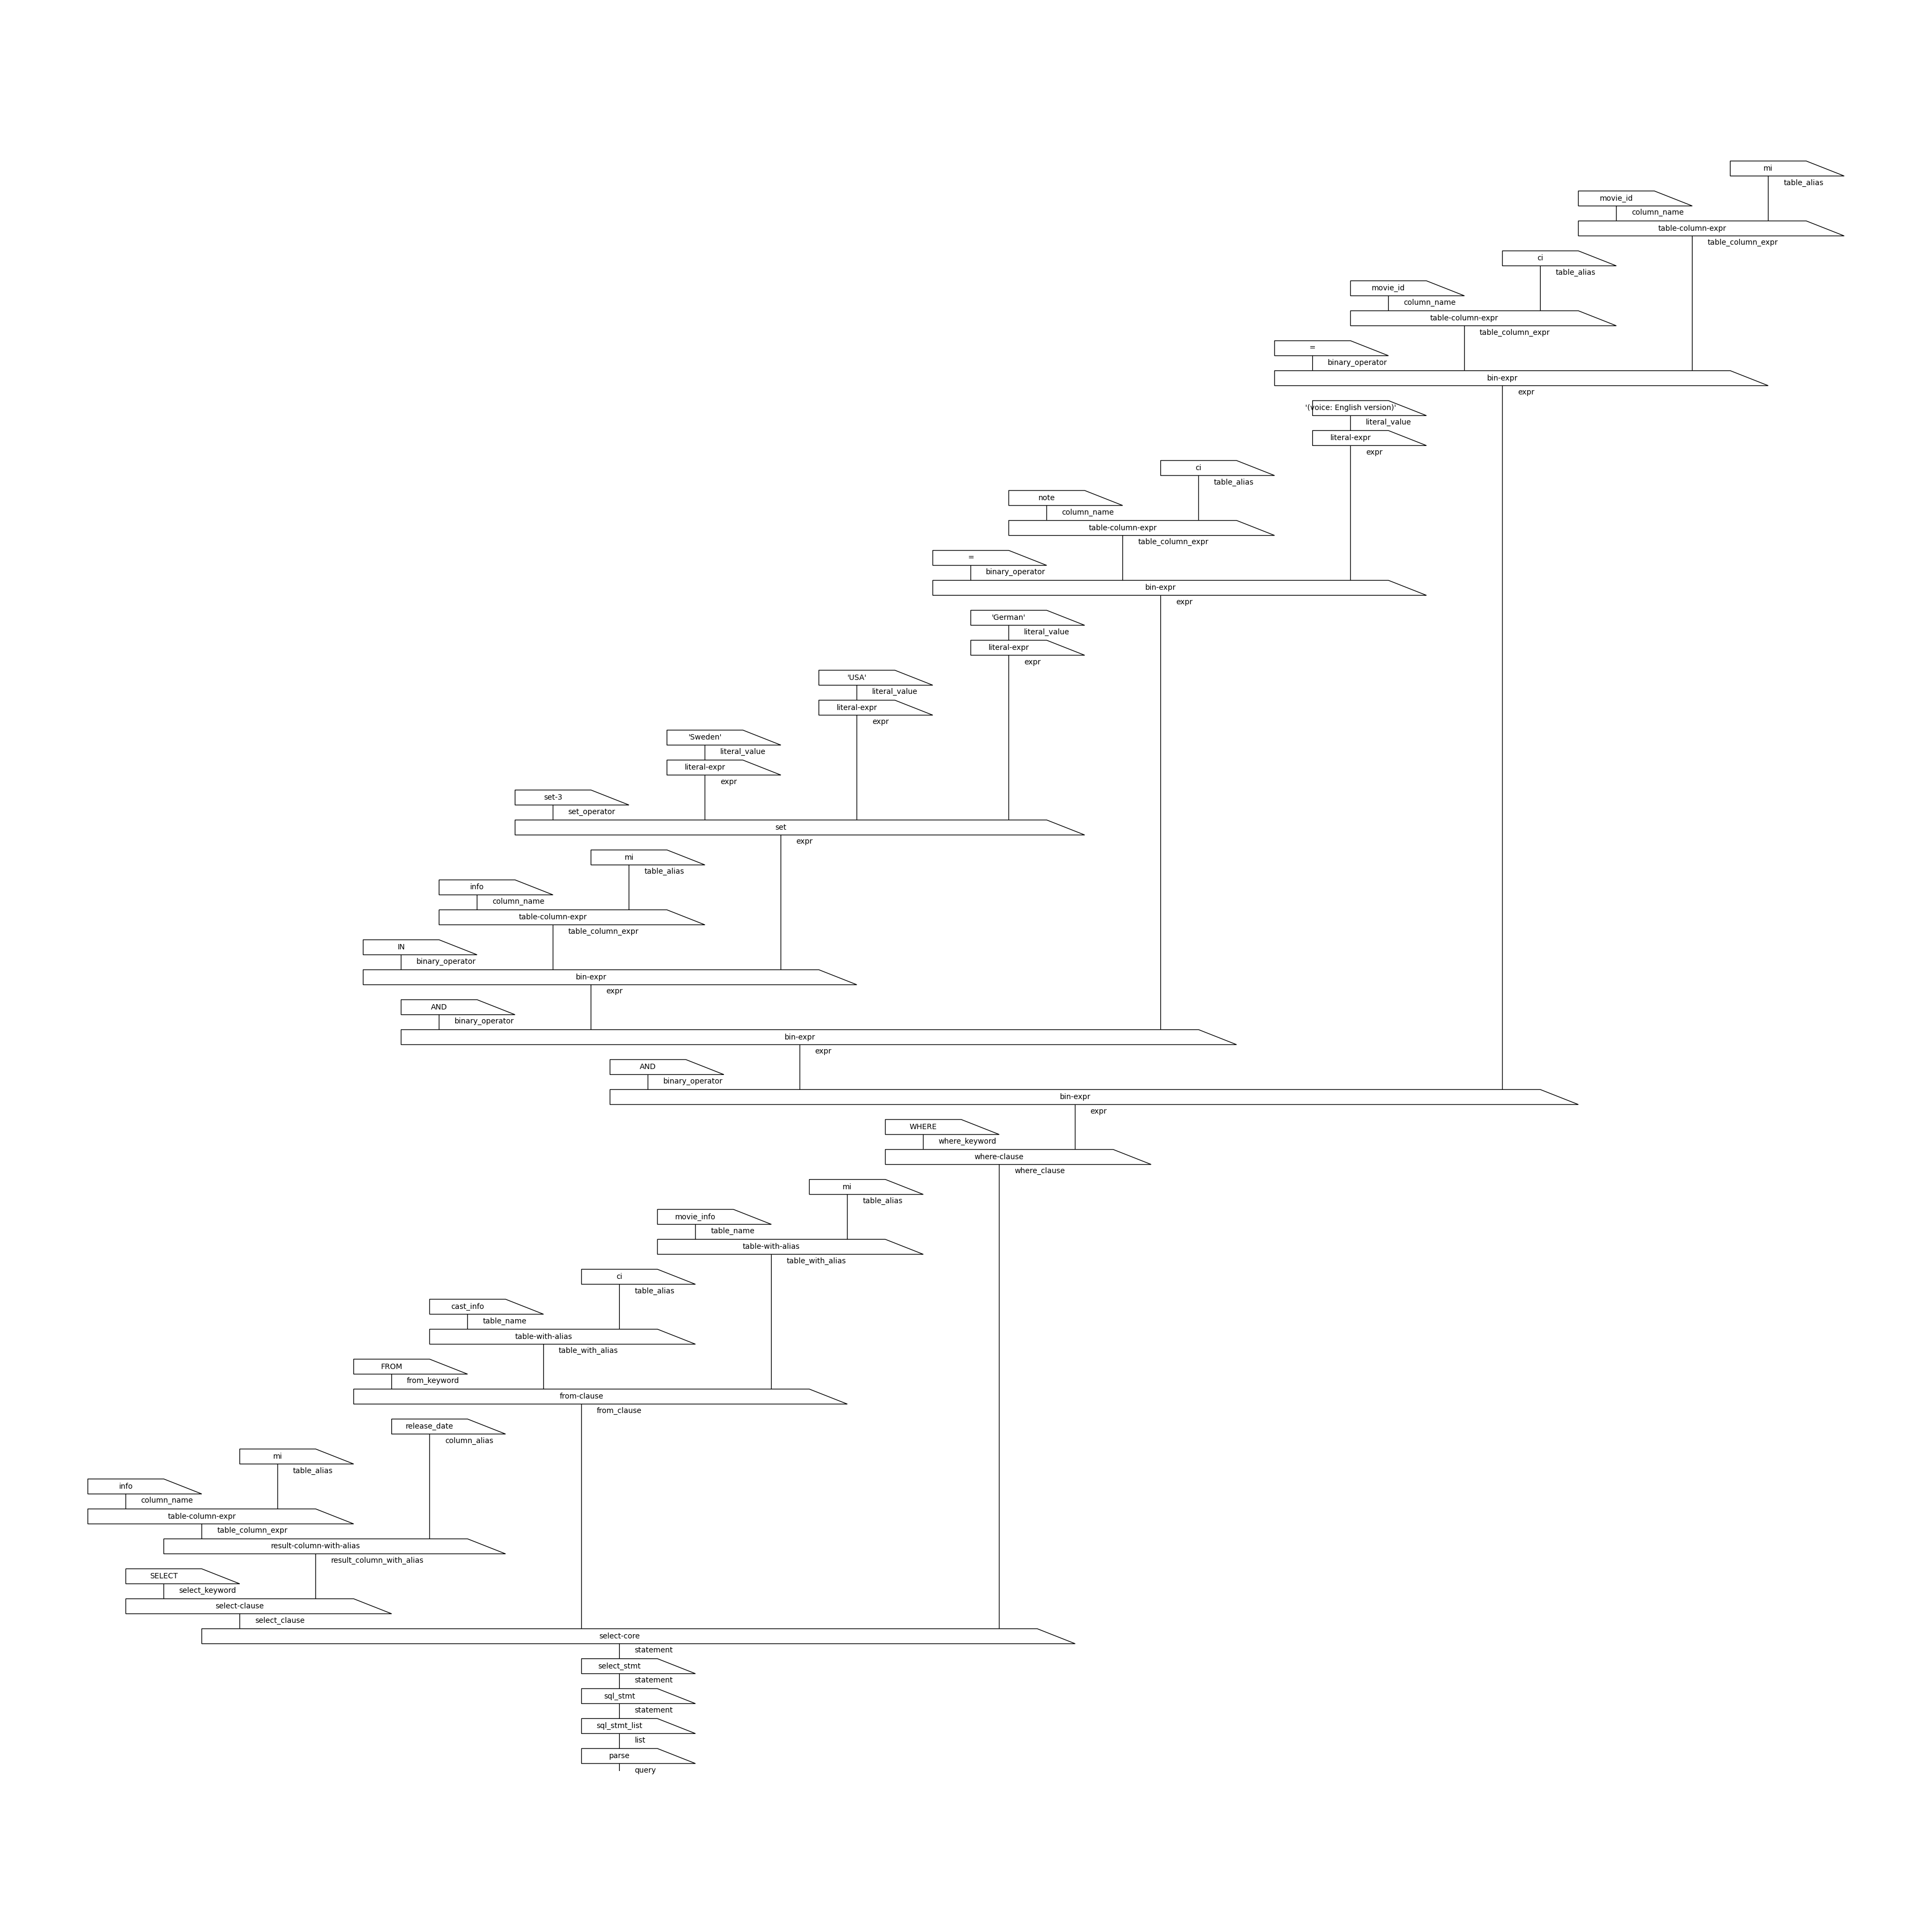 mi
table_alias
movie_id
column_name
table-column-expr
table_column_expr
ci
table_alias
movie_id
column_name
table-column-expr
table_column_expr
=
binary_operator
bin-expr
expr
'(voice: English version)'
literal_value
literal-expr
expr
ci
table_alias
note
column_name
table-column-expr
table_column_expr
=
binary_operator
bin-expr
expr
'German'
literal_value
literal-expr
expr
'USA'
literal_value
literal-expr
expr
'Sweden'
literal_value
literal-expr
expr
set-3
set_operator
set
expr
mi
table_alias
info
column_name
table-column-expr
table_column_expr
IN
binary_operator
bin-expr
expr
AND
binary_operator
bin-expr
expr
AND
binary_operator
bin-expr
expr
WHERE
where_keyword
where-clause
where_clause
mi
table_alias
movie_info
table_name
table-with-alias
table_with_alias
ci
table_alias
cast_info
table_name
table-with-alias
table_with_alias
FROM
from_keyword
from-clause
from_clause
release_date
column_alias
mi
table_alias
info
column_name
table-column-expr
table_column_expr
result-column-with-alias
result_column_with_alias
SELECT
select_keyword
select-clause
select_clause
select-core
statement
select_stmt
statement
sql_stmt
statement
sql_stmt_list
list
parse
query